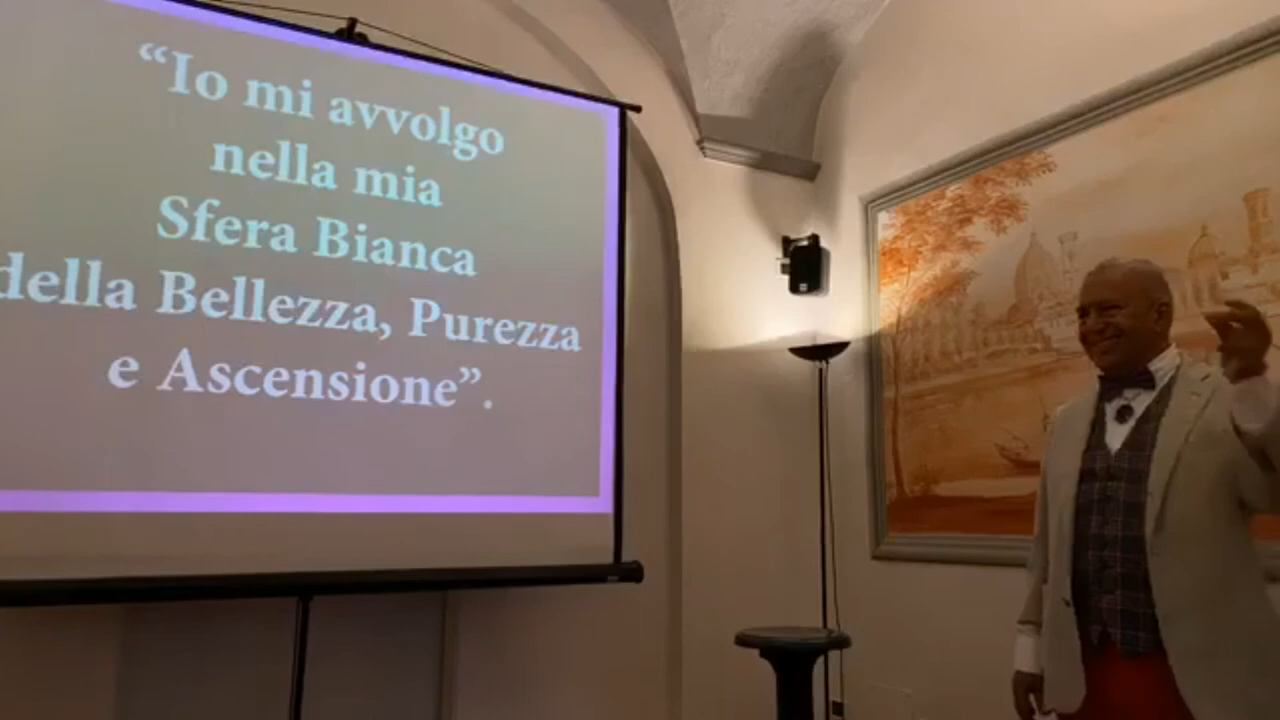 “Io mi avvolgo
nella mia
Sfera Bianca
della Bellezza, Purezza
e Ascensione”.